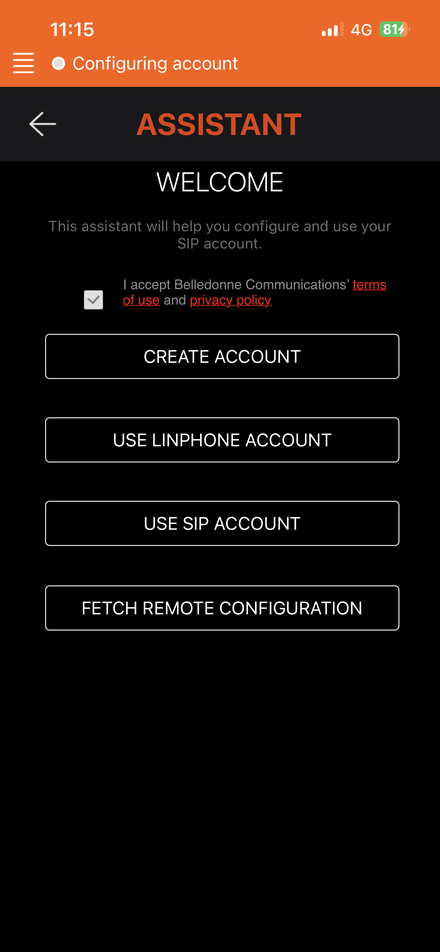 11:15 4G 81
Configuring account
ASSISTANT
WELCOME
This assistant will help you configure and use your
SIP account.
I accept Belledonne Communications’ terms
of use and privacy policy
CREATE ACCOUNT
USE LINPHONE ACCOUNT
USE SIP ACCOUNT
FETCH REMOTE CONFIGURATION